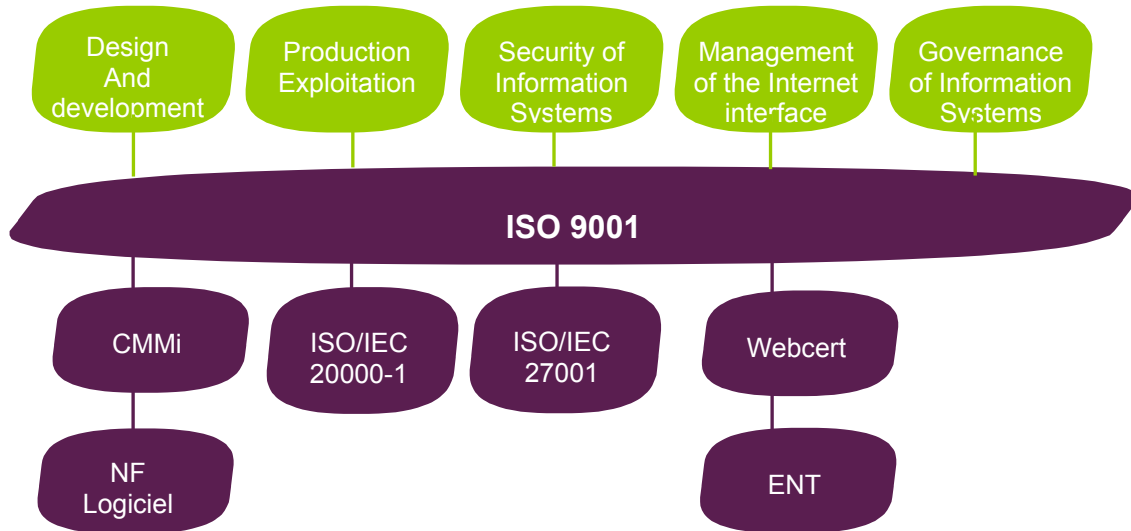 Design
And
development
Production
Exploitation
Security of
Information
Systems
Management
of the Internet
interface
Governance
of Information
Systems
ISO 9001
CMMi
ISO/IEC
20000-1
ISO/IEC
27001
Webcert
NF
Logiciel
ENT